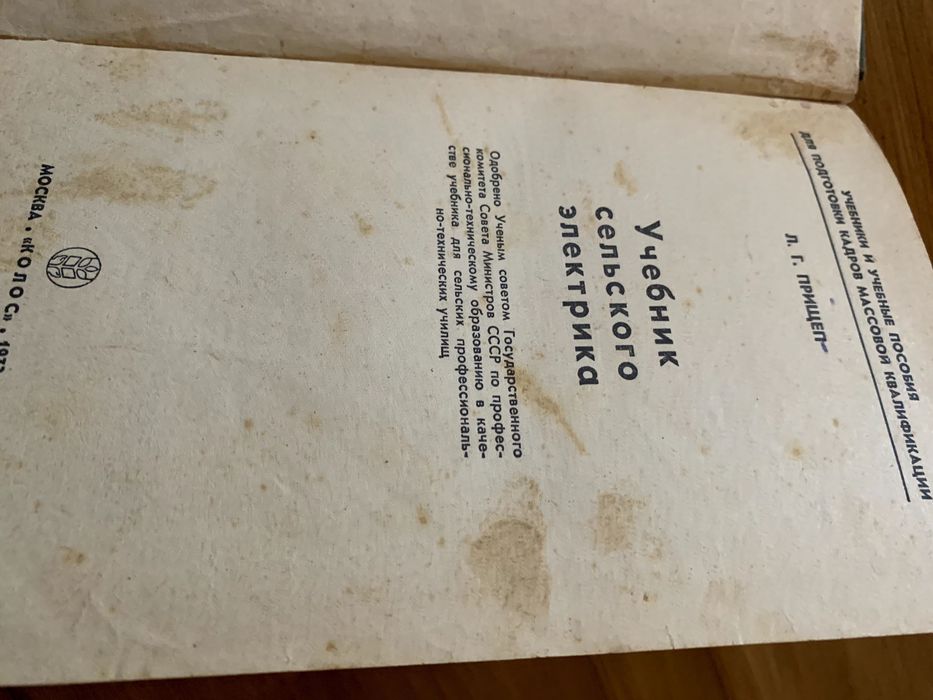 УЧЕБНИКИ И УЧЕБНЫЕ ПОСОБИЯ
ДЛЯ ПОДГОТОВКИ КАДРОВ МАССОВОЙ КВАЛИФИКАЦИИ
Л. Г. ПРИЩЕП
Учебник
сельского
электрика
Одобрено Ученым советом Государственного
комитета Совета Министров СССР по профес-
сионально-техническому образованию в каче-
стве учебника для сельских профессиональ-
но-технических училищ
МОСКВА • «КОЛОС» •